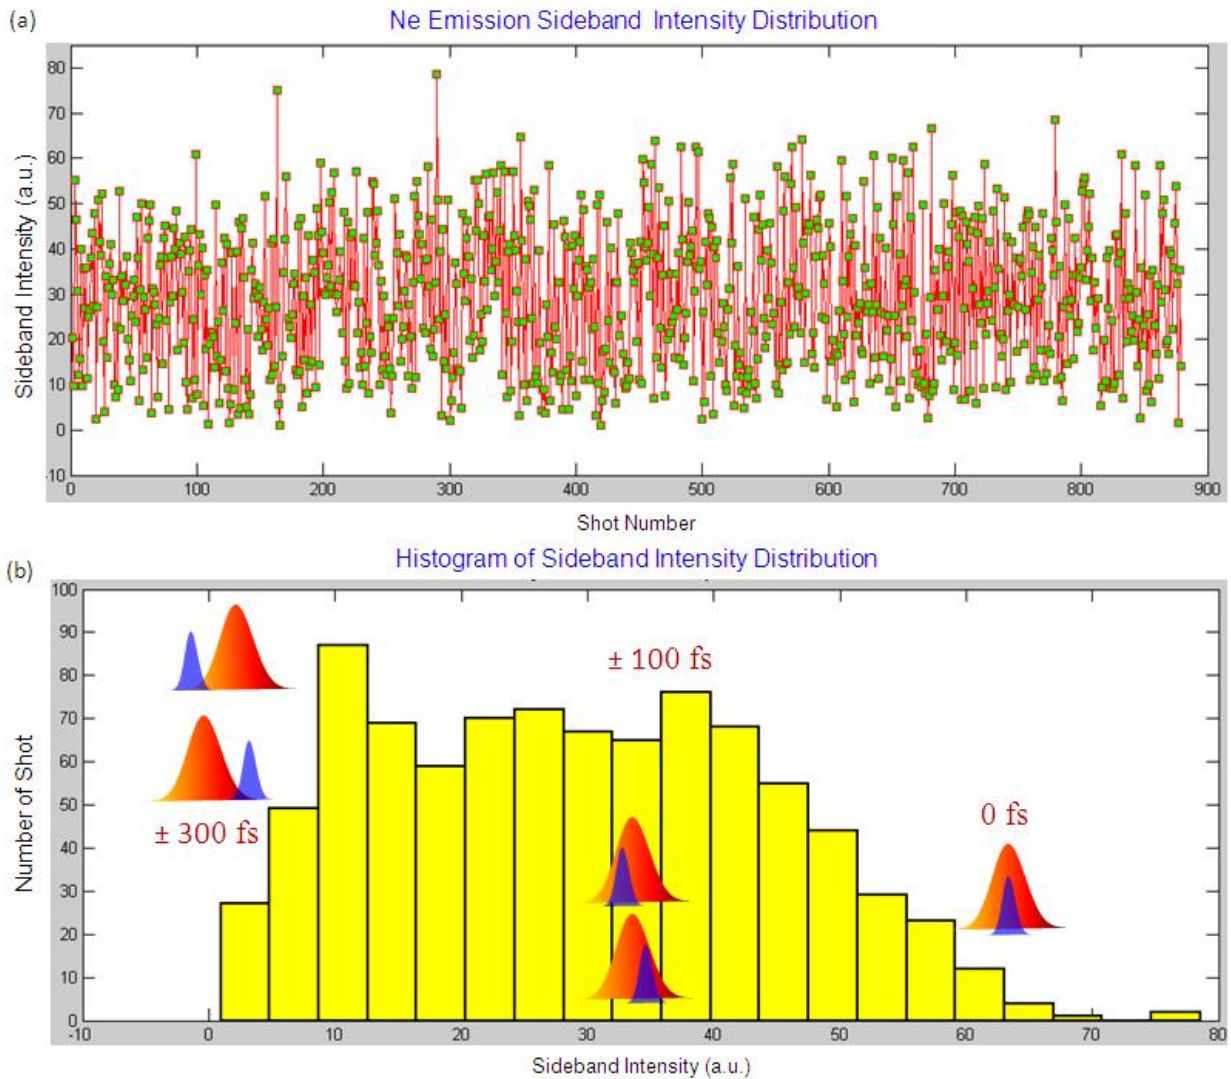 (a)
Ne Emission Sideband Intensity Distribution
80
70
60
50
40
30
20
10
0
-10
Sideband Intensity (a.u.)
0 100 200 300 400 500 600 700 800 900
Shot Number
(b)
Histogram of Sideband Intensity Distribution
100
90
80
70
60
50
40
30
20
10
0
Number of Shot
± 100 fs
± 300 fs
0 fs
-10 0 10 20 30 40 50 60 70 80
Sideband Intensity (a.u.)